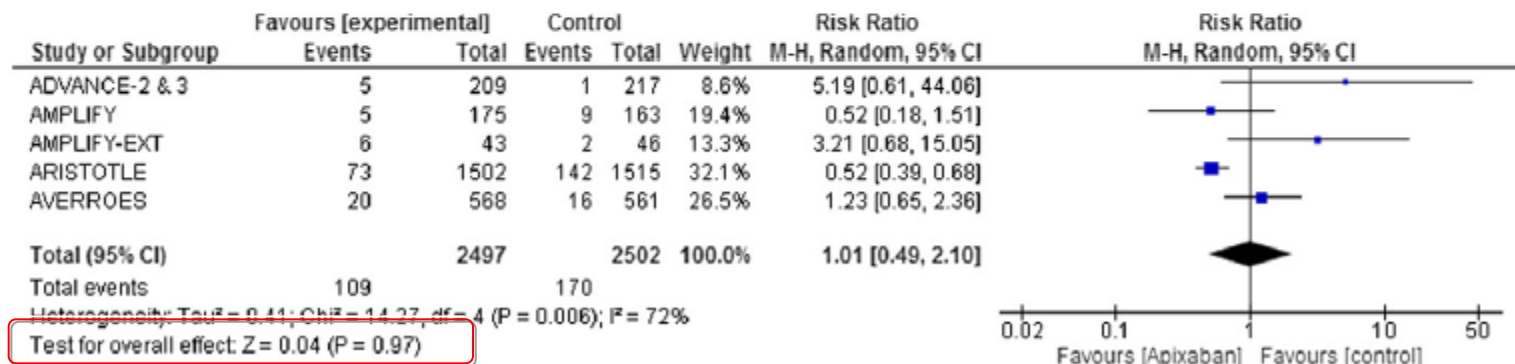 Favours [experimental] Control Risk Ratio Risk Ratio
Study or Subgroup Events Total Events Total Weight M-H, Random, 95% CI M-H, Random, 95% CI
ADVANCE-2 & 3 5 209 1 217 8.6% 5.19 [0.61, 44.06]
AMPLIFY 5 175 9 163 19.4% 0.52 [0.18, 1.51]
AMPLIFY-EXT 6 43 2 46 13.3% 3.21 [0.68, 15.05]
ARISTOTLE 73 1502 142 1515 32.1% 0.52 [0.39, 0.68]
AVERROES 20 568 16 561 26.5% 1.23 [0.65, 2.36]
Total (95% CI) 2497 2502 100.0% 1.01 [0.49, 2.10]
Total events 109 170
Heterogeneity: Tau² = 0.41; Chi² = 14.27, df = 4 (P = 0.006); I² = 72%
Test for overall effect: Z = 0.04 (P = 0.97)
0.02 0.1 1 10 50
Favours [Apixaban] Favours [control]